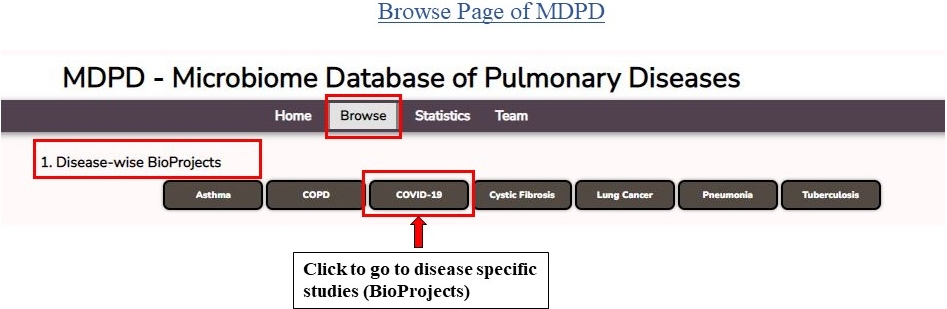 Browse Page of MDPD
MDPD - Microbiome Database of Pulmonary Diseases
Home Browse Statistics Team
1. Disease-wise BioProjects
Asthma COPD COVID-19 Cystic Fibrosis Lung Cancer Pneumonia Tuberculosis
Click to go to disease specific
studies (BioProjects)